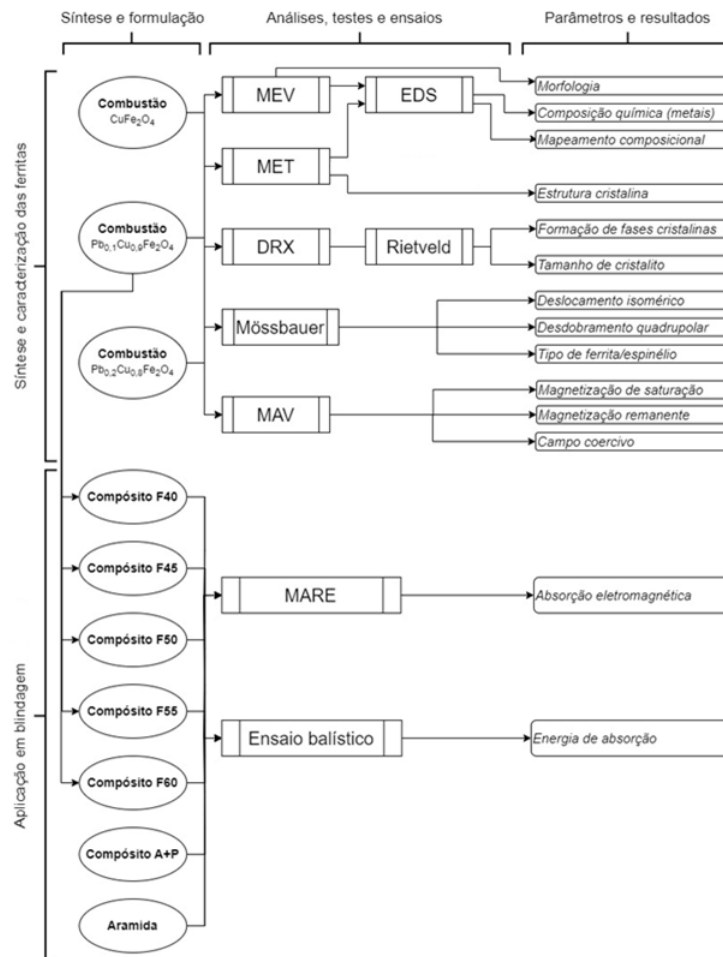 Síntese e formulação
Análises, testes e ensaios
Parâmetros e resultados
Síntese e caracterização das ferritas
Combustão
CuFe2O4
Combustão
Pb0,1Cu0,9Fe2O4
Combustão
Pb0,2Cu0,8Fe2O4
MEV
EDS
MET
DRX
Rietveld
Mössbauer
MAV
Morfologia
Composição química (metais)
Mapeamento composicional
Estrutura cristalina
Formação de fases cristalinas
Tamanho de cristalito
Deslocamento isomérico
Desdobramento quadrupolar
Tipo de ferrita/espinélio
Magnetização de saturação
Magnetização remanente
Campo coercivo
Aplicação em blindagem
Compósito F40
Compósito F45
Compósito F50
Compósito F55
Compósito F60
Compósito A+P
Aramida
MARE
Ensaio balístico
Absorção eletromagnética
Energia de absorção